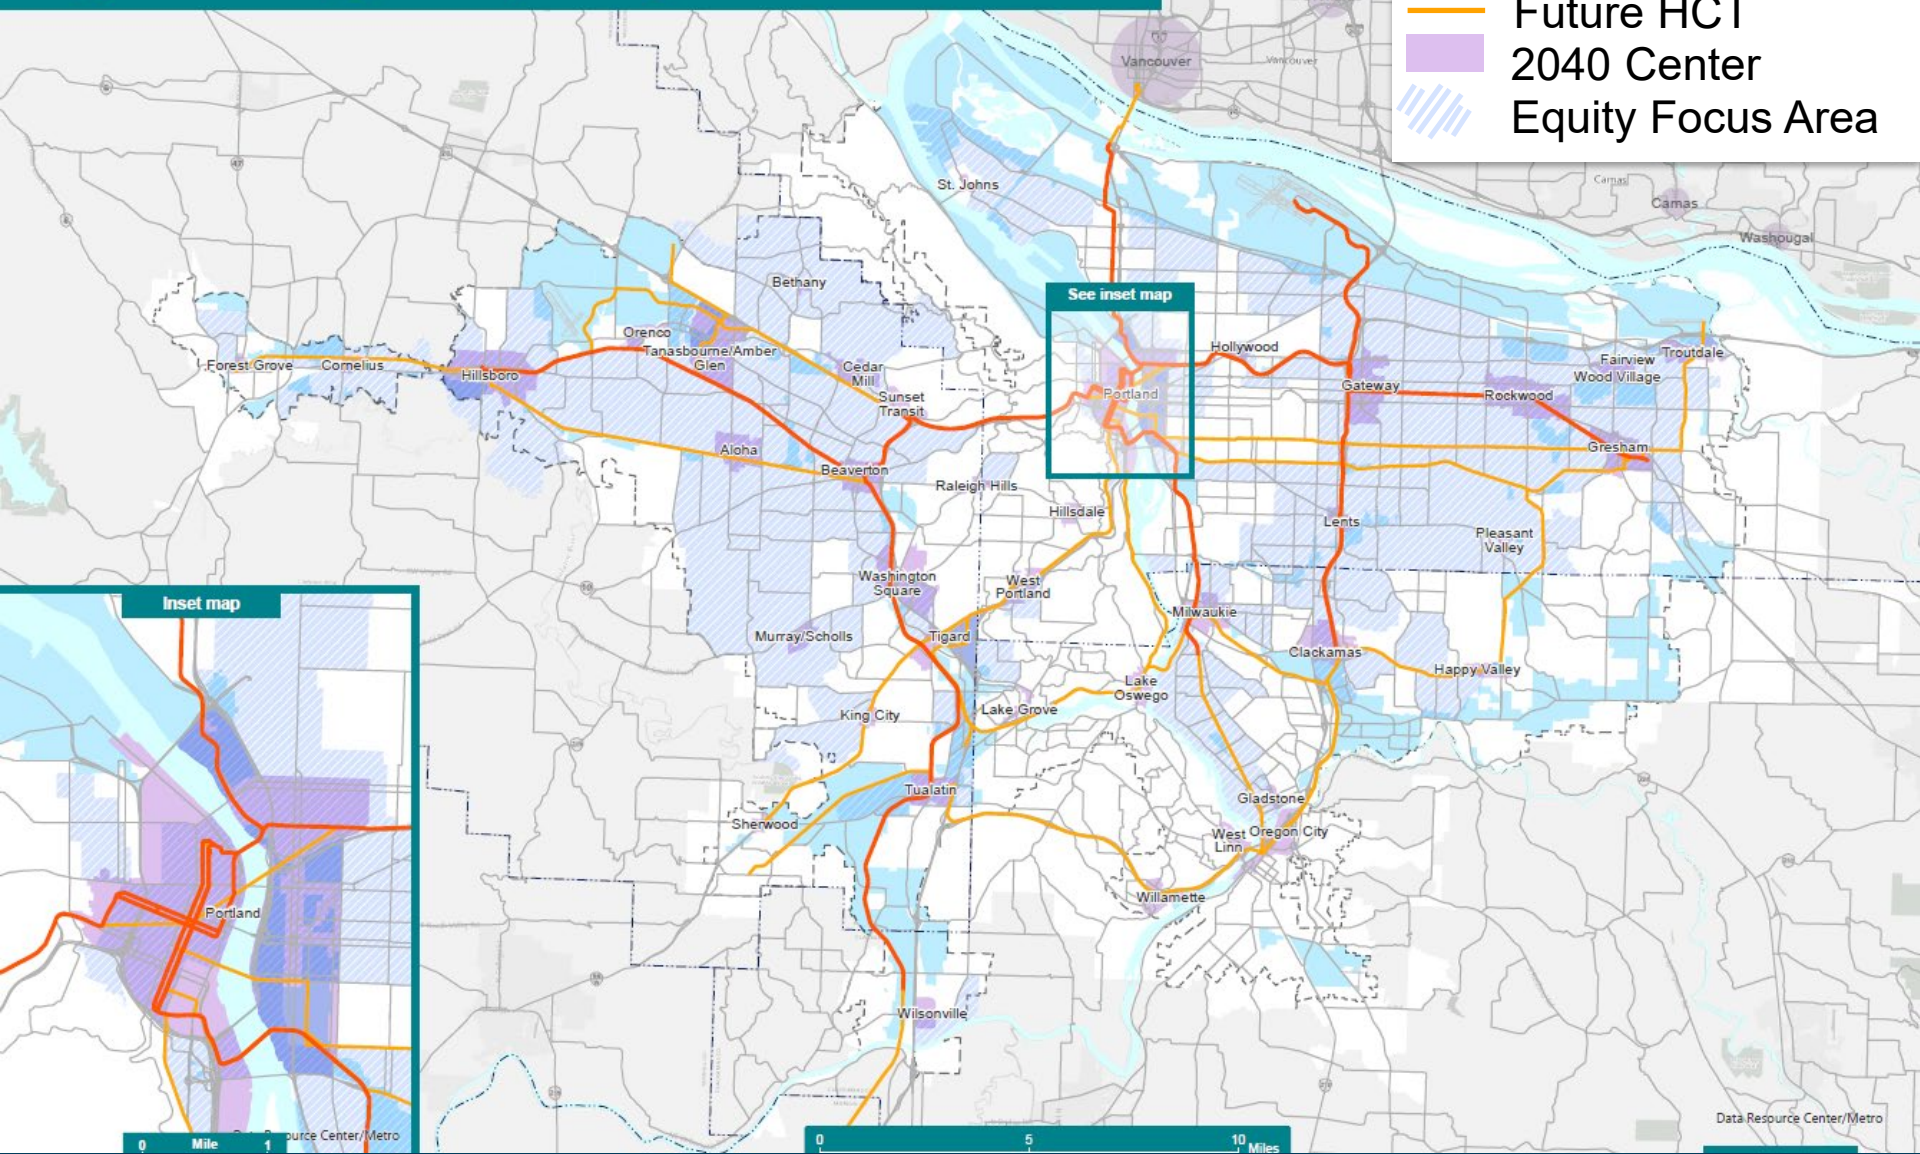 Future HCT
2040 Center
Equity Focus Area
Vancouver
Vancouver
Camas
Camas
Washougal
St. Johns
Bethany
See inset map
Orenco
Tanasbourne/Amber
Glen
Cedar
Mill
Sunset
Transit
Forest Grove
Cornelius
Hillsboro
Hollywood
Portland
Gateway
Rockwood
Fairview
Wood Village
Troutdale
Aloha
Beaverton
Raleigh Hills
Hillsdale
Gresham
Lents
Pleasant
Valley
Washington
Square
West
Portland
Milwaukie
Murray/Scholls
Tigard
Clackamas
Happy Valley
Lake
Oswego
Lake Grove
King City
Tualatin
Sherwood
Gladstone
West
Linn
Oregon City
Willamette
Wilsonville
Inset map
Portland
0 Mile 1
0 5 10 Miles
Data Resource Center/Metro